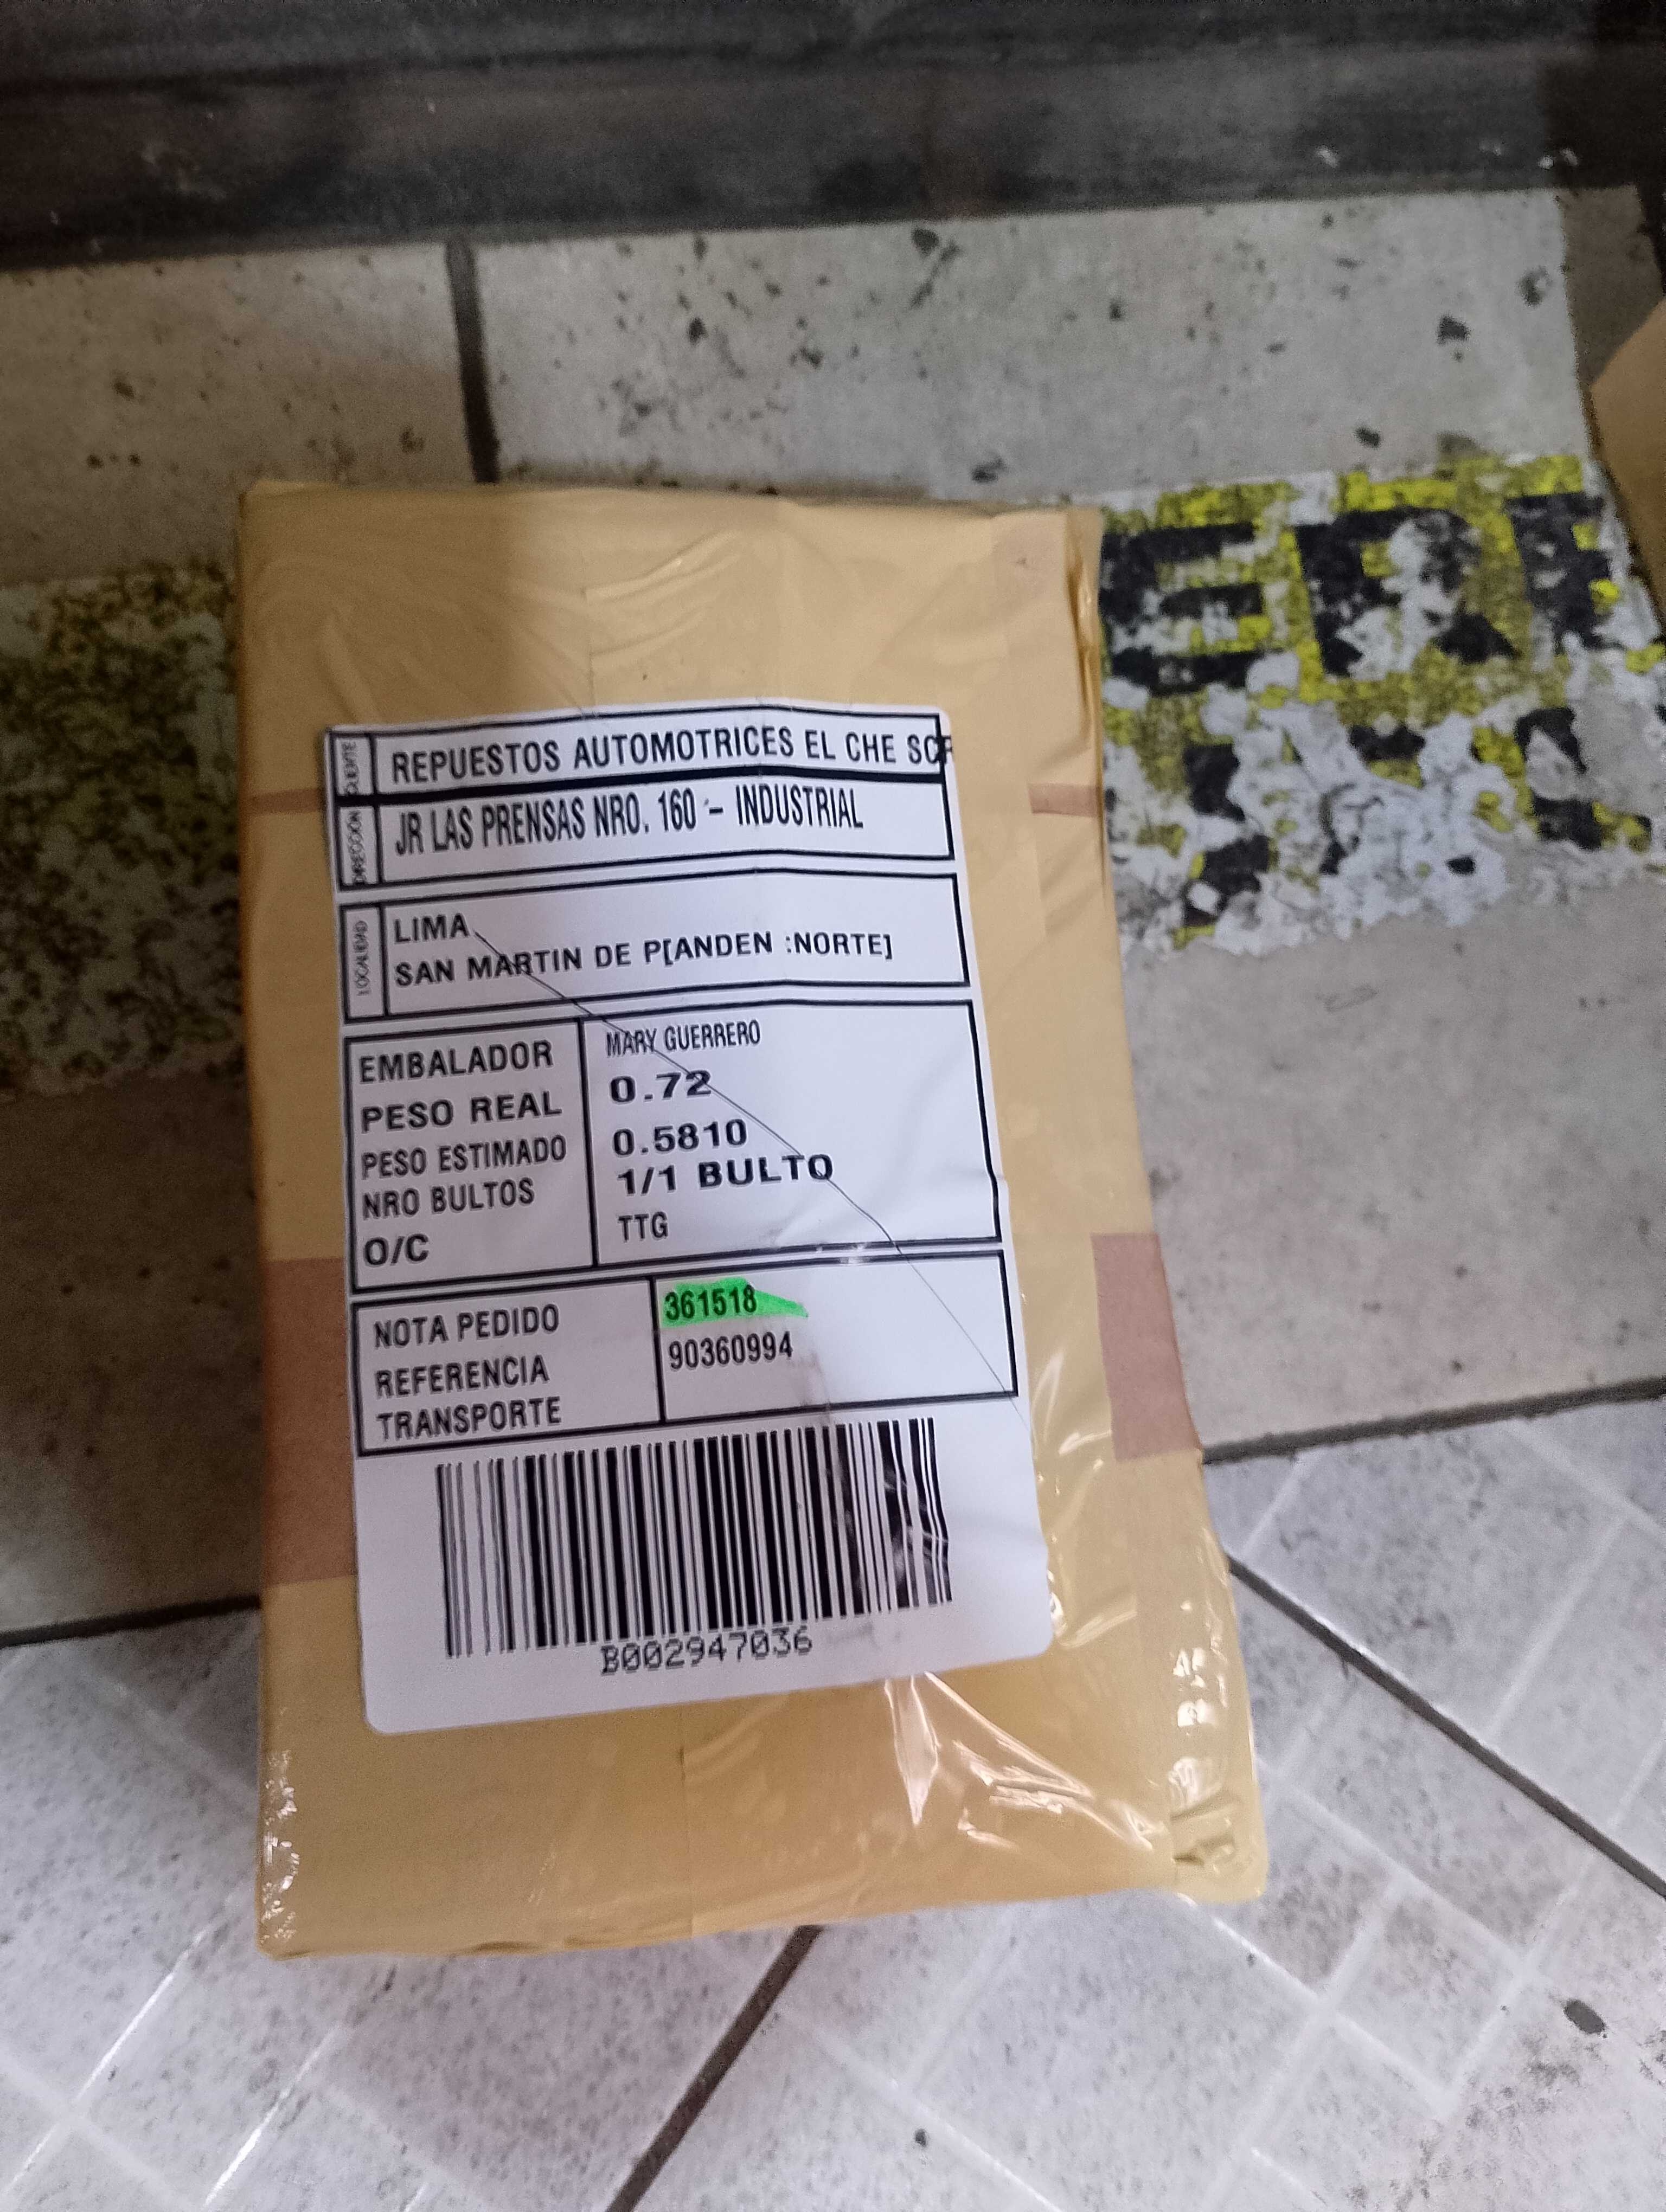 CLIENTE REPUESTOS AUTOMOTRICES EL CHE SCR
DIRECCIÓN JR LAS PRENSAS NRO. 160 - INDUSTRIAL
LOCALIDAD LIMA
SAN MARTIN DE P[ANDEN :NORTE]
EMBALADOR MARY GUERRERO
PESO REAL 0.72
PESO ESTIMADO 0.5810
NRO BULTOS 1/1 BULTO
O/C TTG
NOTA PEDIDO 361518
REFERENCIA 90360994
TRANSPORTE
B002947036